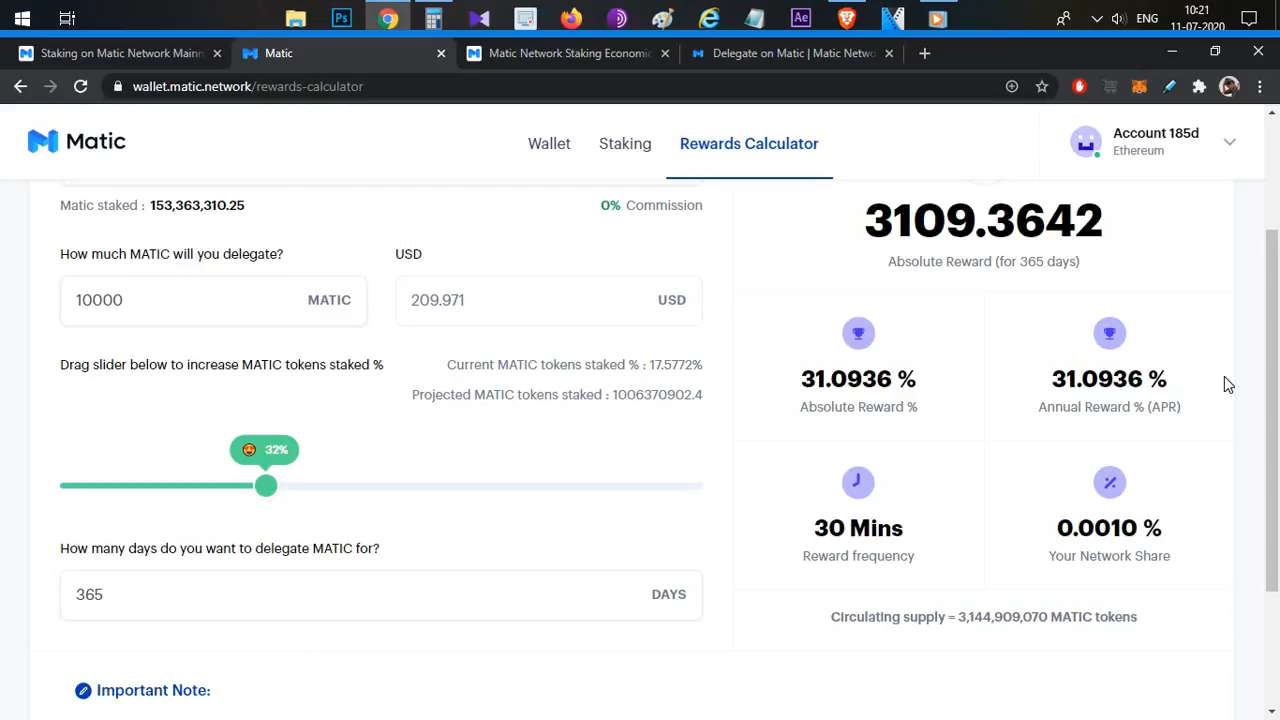 10:21
ENG
11-07-2020
Staking on Matic Network Mainn
Matic
Matic Network Staking Economic
Delegate on Matic | Matic Netwo
wallet.matic.network/rewards-calculator
Matic
Wallet
Staking
Rewards Calculator
Account 185d
Ethereum
Matic staked : 153,363,310.25
0% Commission
How much MATIC will you delegate?
USD
10000 MATIC
209.971 USD
Drag slider below to increase MATIC tokens staked %
Current MATIC tokens staked % : 17.5772%
Projected MATIC tokens staked : 1006370902.4
32%
How many days do you want to delegate MATIC for?
365 DAYS
3109.3642
Absolute Reward (for 365 days)
31.0936 %
Absolute Reward %
31.0936 %
Annual Reward % (APR)
30 Mins
Reward frequency
0.0010 %
Your Network Share
Circulating supply = 3,144,909,070 MATIC tokens
Important Note: